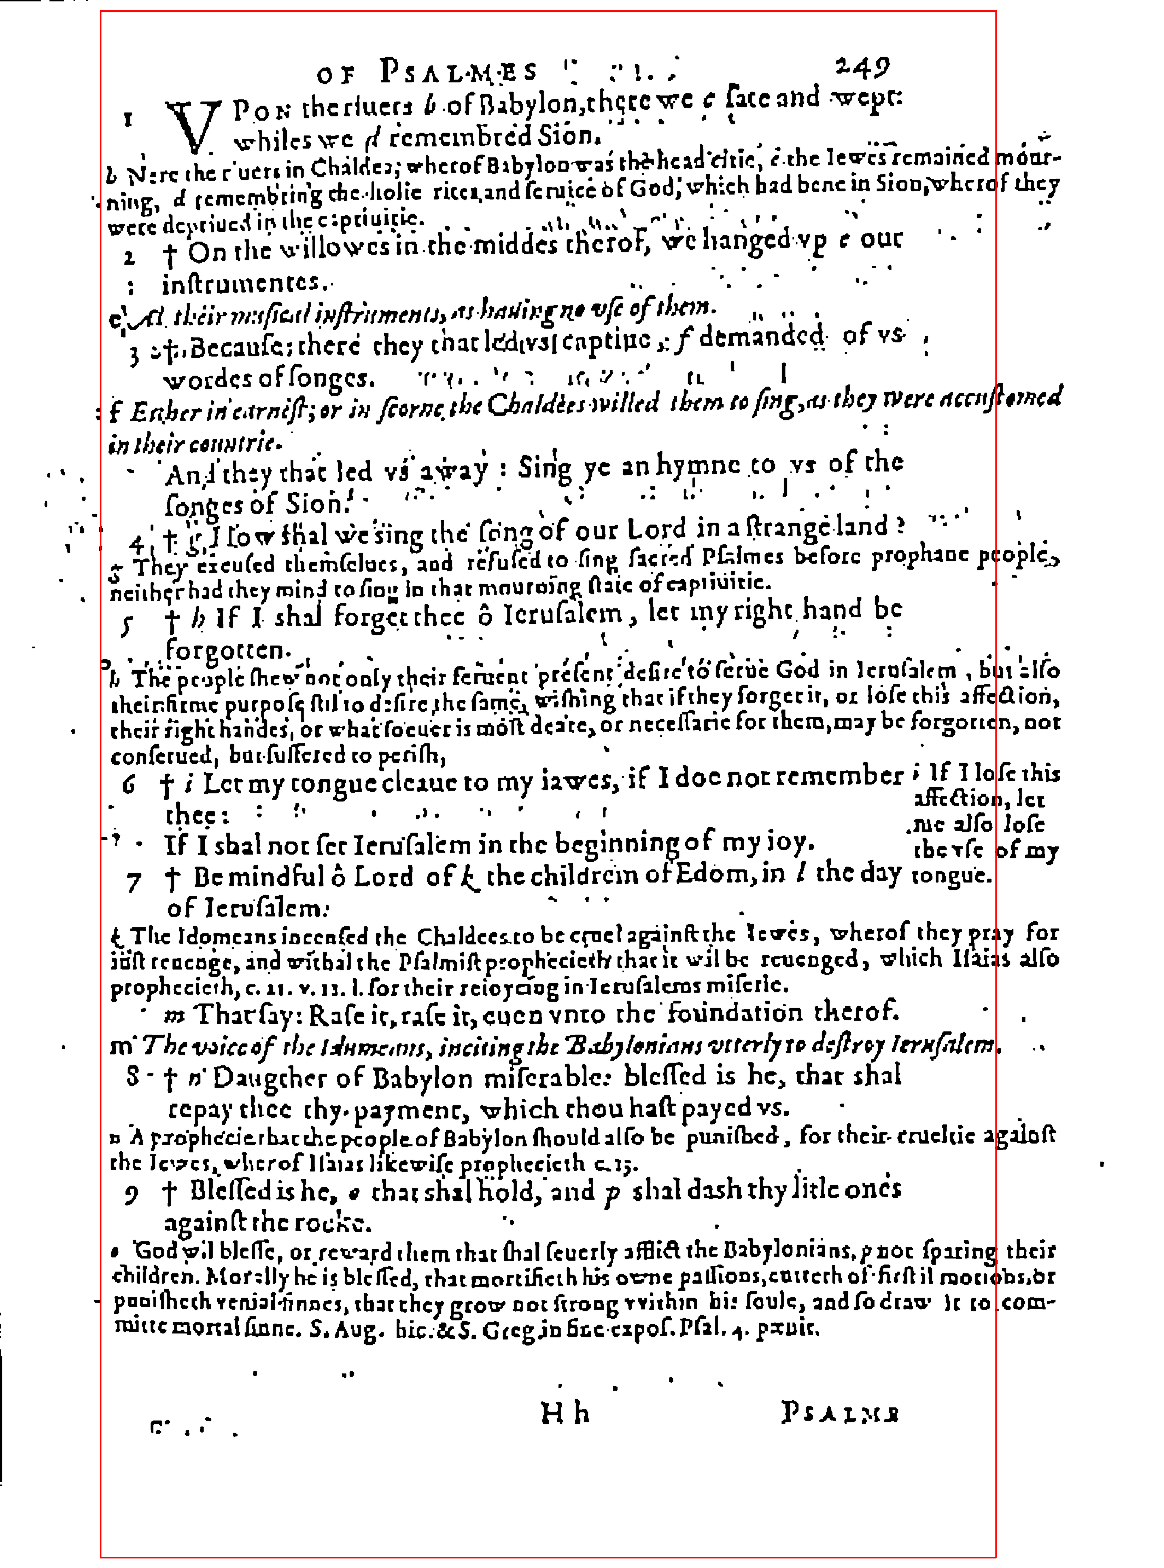 OF PSALMES 249
1 VPON the riuers b of Babylon, there we c sate and wept:
whiles we d remembred Sion.
b Nere the riuers in Chaldea; wherof Babylon was the head citie, c the Iewes remained mour-
ning, d remembring the holie rites, and seruice of God, which had bene in Sion, wherof they
were depriued in the captiuitie.
2 † On the willowes in the middes therof, we hanged vp e our
instrumentes.
e Al their musical instruments, as hauing no vse of them.
3 † Because there they that led vs captiue, f demanded of vs
wordes of songes.
f Either in earnest, or in scorne the Chaldees willed them to sing, as they were accustomed
in their countrie.
And they that led vs away: Sing ye an hymne to vs of the
songes of Sion.
4 † g How shal we sing the song of our Lord in a strange land?
g They excused themselues, and refused to sing sacred Psalmes before prophane people,
neither had they mind to sing in that mourning state of captiuitie.
5 † h If I shal forget thee ô Ierusalem, let my right hand be
forgotten.
h The people shew not only their feruent present desire to serue God in Ierusalem, but also
their firme purpose stil to desire the same, wishing that if they forget it, or lose this affection,
their right handes, or whatsoeuer is most deare, or necessarie for them, may be forgotten, not
conserued, but suffered to perish,
6 † i Let my tongue cleaue to my iawes, if I doe not remember
thee:
i If I lose this
affection, let
me also lose
the vse of my
tongue.
If I shal not set Ierusalem in the beginning of my ioy.
7 † Be mindful ô Lord of k the children of Edom, in l the day
of Ierusalem:
k The Idomeans incensed the Chaldees to be cruel against the Iewes, wherof they pray for
iust reuenge, and withal the Psalmist prophecieth that it wil be reuenged, which Isaias also
prophecieth, c. 21. v. 11. l for their reioycing in Ierusalems miserie.
m That say: Rase it, rase it, euen vnto the foundation therof.
m The voice of the Idumeans, inciting the Babylonians vtterly to destroy Ierusalem.
8 † n Daugther of Babylon miserable: blessed is he, that shal
repay thee thy payment, which thou hast payed vs.
n A prophecie that the people of Babylon should also be punished, for their crueltie against
the Iewes, wherof Isaias likewise prophecieth c. 13.
9 † Blessed is he, o that shal hold, and p shal dash thy litle ones
against the rocke.
o God wil blesse, or reward them that shal seuerly afflict the Babylonians, p not sparing their
children. Morally he is blessed, that mortifieth his owne passions, cutteth of first il motions, or
punisheth venial sinnes, that they grow not strong within his soule, and so draw it to com-
mitte mortal sinne. S. Aug. hic. & S. Greg. in fine expos. Psal. 4. pœnit.
H h PSALME